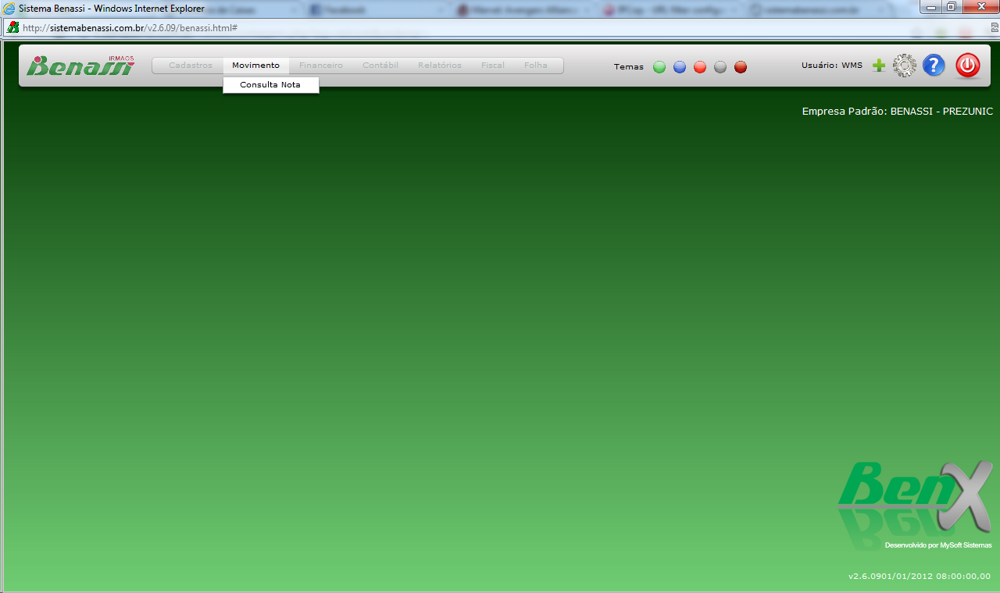 Sistema Benassi - Windows Internet Explorer
Facebook
http://sistemabenassi.com.br/v2.6.09/benassi.html#
IRMÃOS
Benassi
Cadastros Movimento Financeiro Contábil Relatórios Fiscal Folha
Temas
Usuário: WMS
Consulta Nota
Empresa Padrão: BENASSI - PREZUNIC
BenX
Desenvolvido por MySoft Sistemas
v2.6.0901/01/2012 08:00:00,00